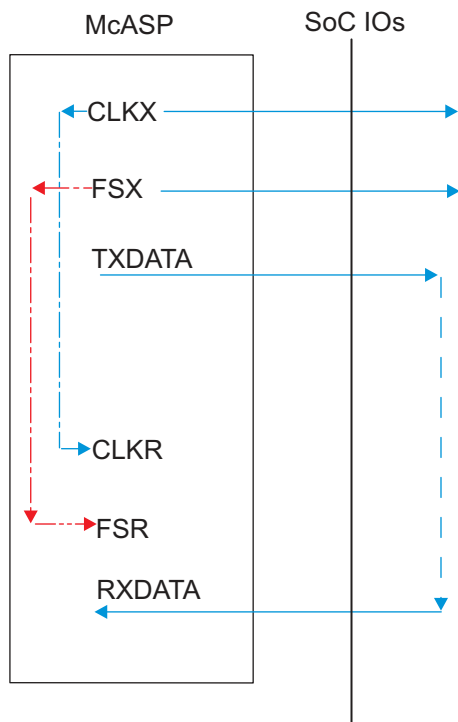 McASP
SoC IOs
CLKX
FSX
TXDATA
CLKR
FSR
RXDATA